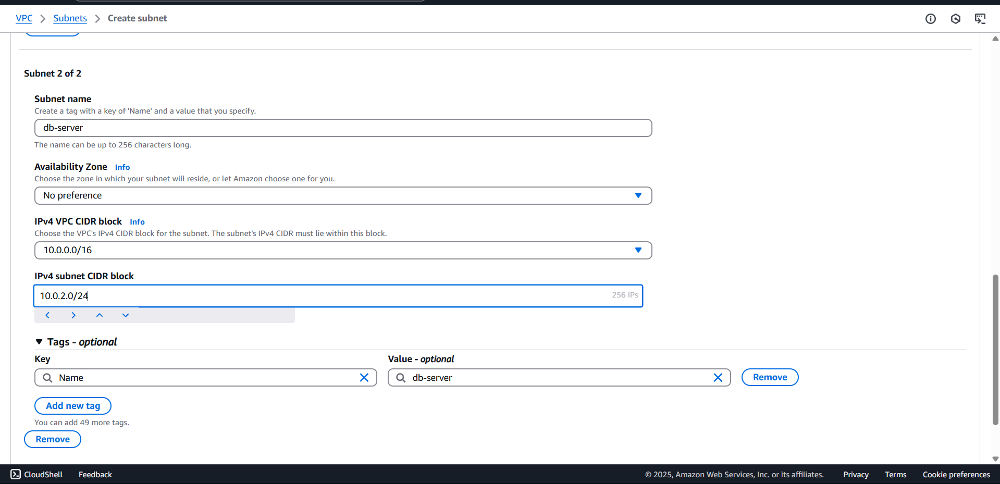 VPC > Subnets > Create subnet
Subnet 2 of 2
Subnet name
Create a tag with a key of 'Name' and a value that you specify.
db-server
The name can be up to 256 characters long.
Availability Zone Info
Choose the zone in which your subnet will reside, or let Amazon choose one for you.
No preference
IPv4 VPC CIDR block Info
Choose the VPC's IPv4 CIDR block for the subnet. The subnet's IPv4 CIDR must lie within this block.
10.0.0.0/16
IPv4 subnet CIDR block
10.0.2.0/24 256 IPs
Tags - optional
Key Value - optional
Name db-server Remove
Add new tag
You can add 49 more tags.
Remove
CloudShell Feedback © 2025, Amazon Web Services, Inc. or its affiliates. Privacy Terms Cookie preferences